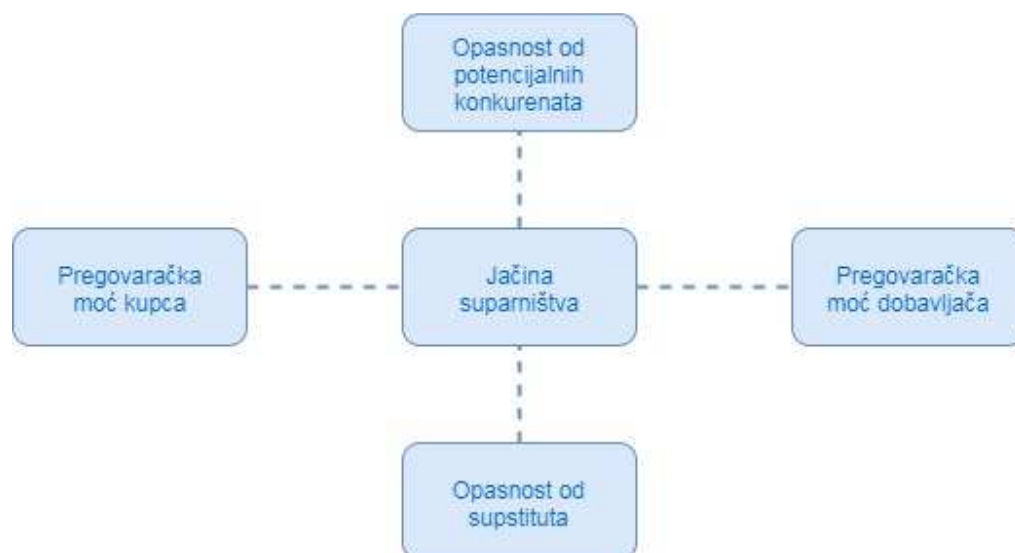 Opasnost od
potencijalnih
konkurenata
Pregovaračka
moć kupca
Jačina
suparništva
Pregovaračka
moć dobavljača
Opasnost od
supstituta